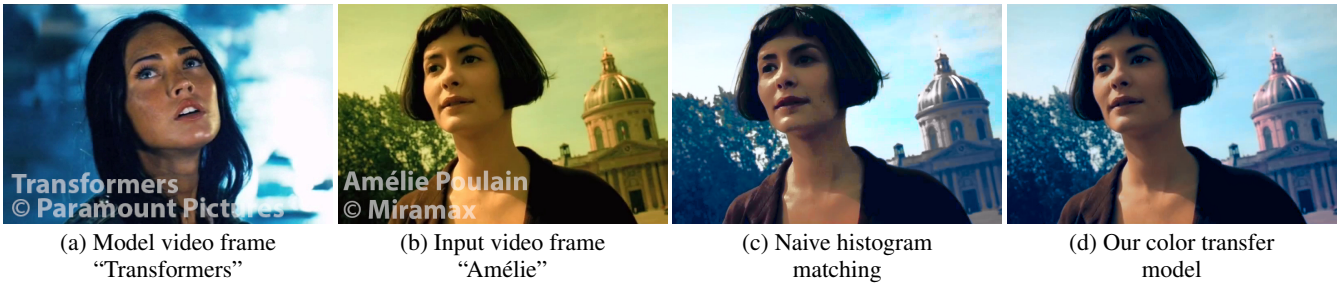 Transformers
© Paramount Pictures
Amélie Poulain
© Miramax
(a) Model video frame
“Transformers”
(b) Input video frame
“Amélie”
(c) Naive histogram
matching
(d) Our color transfer
model